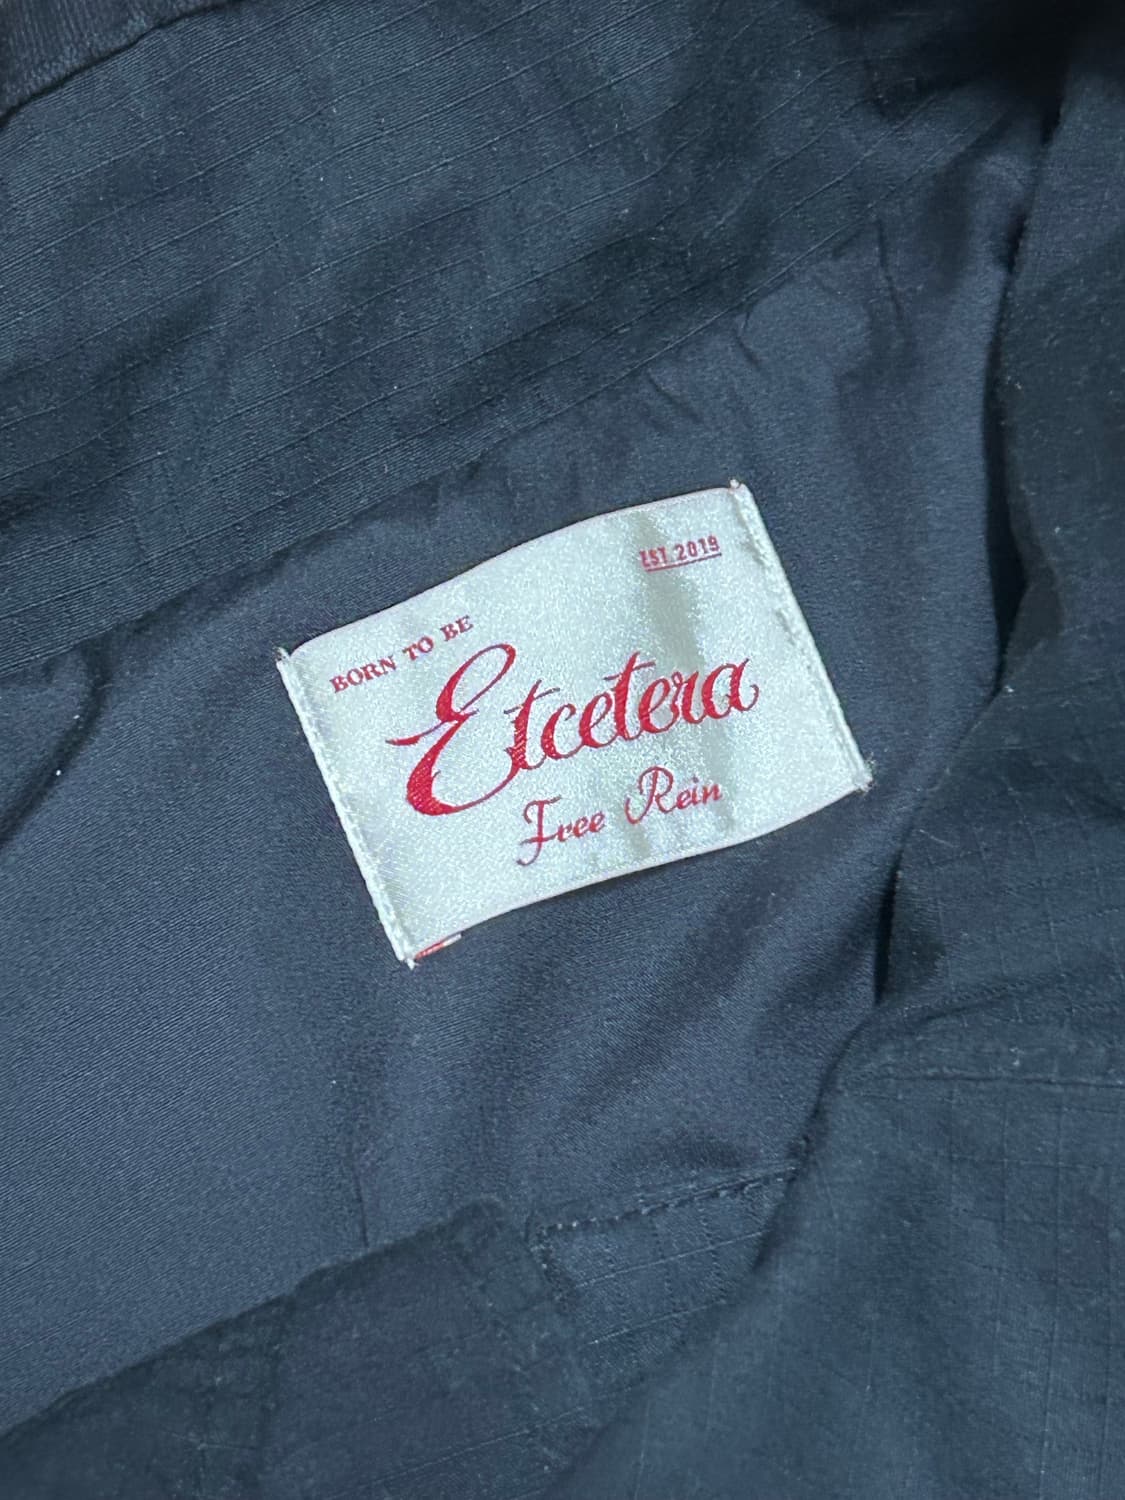 EST.2019
BORN TO BE
Etcetera
Free Rein